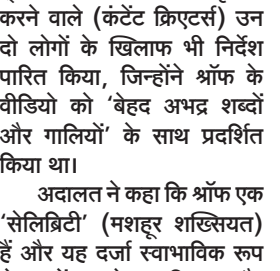 करने वाले (कंटेंट क्रिएटर्स) उन
दो लोगों के खिलाफ भी निर्देश
पारित किया, जिन्होंने श्रॉफ के
वीडियो को ‘बेहद अभद्र शब्दों
और गालियों’ के साथ प्रदर्शित
किया था।
अदालत ने कहा कि श्रॉफ एक
‘सेलिब्रिटी’ (मशहूर शख्सियत)
हैं और यह दर्जा स्वाभाविक रूप